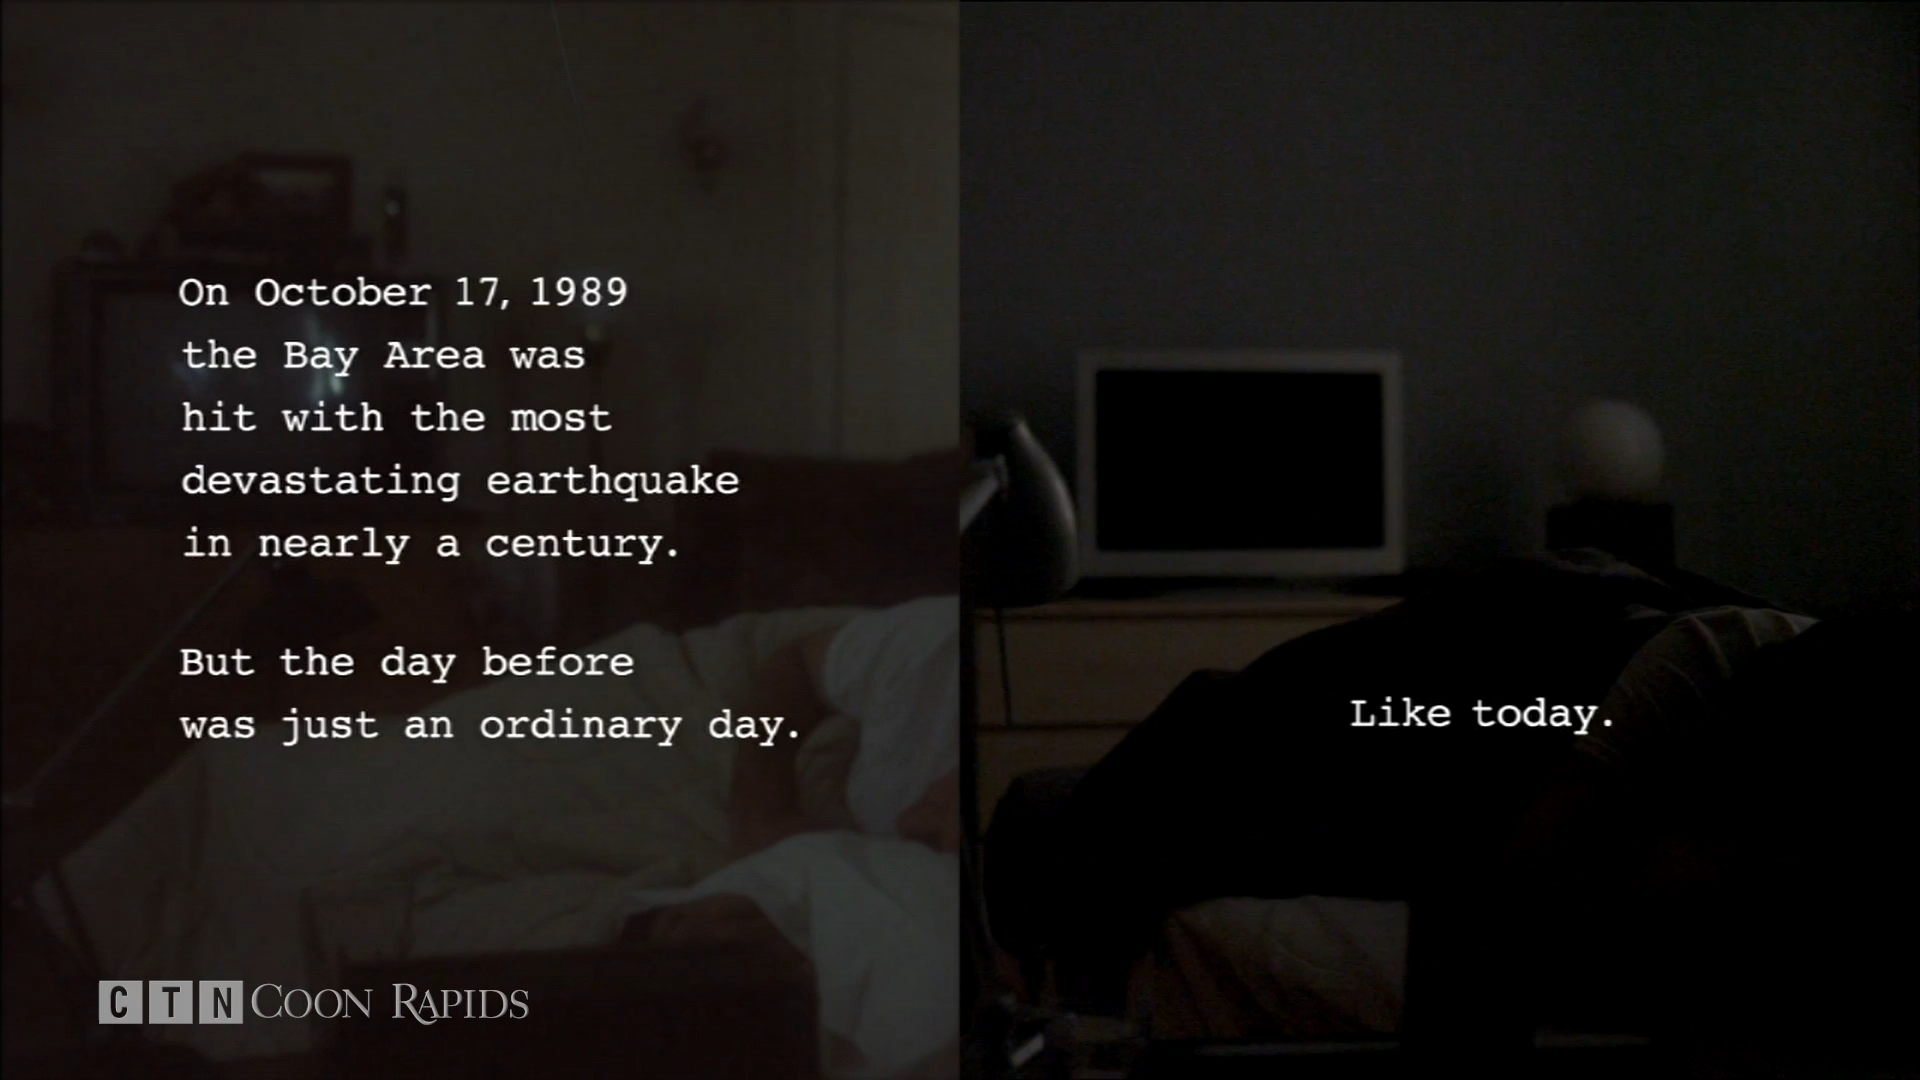 On October 17, 1989
the Bay Area was
hit with the most
devastating earthquake
in nearly a century.
But the day before
was just an ordinary day.
Like today.
CTN COON RAPIDS